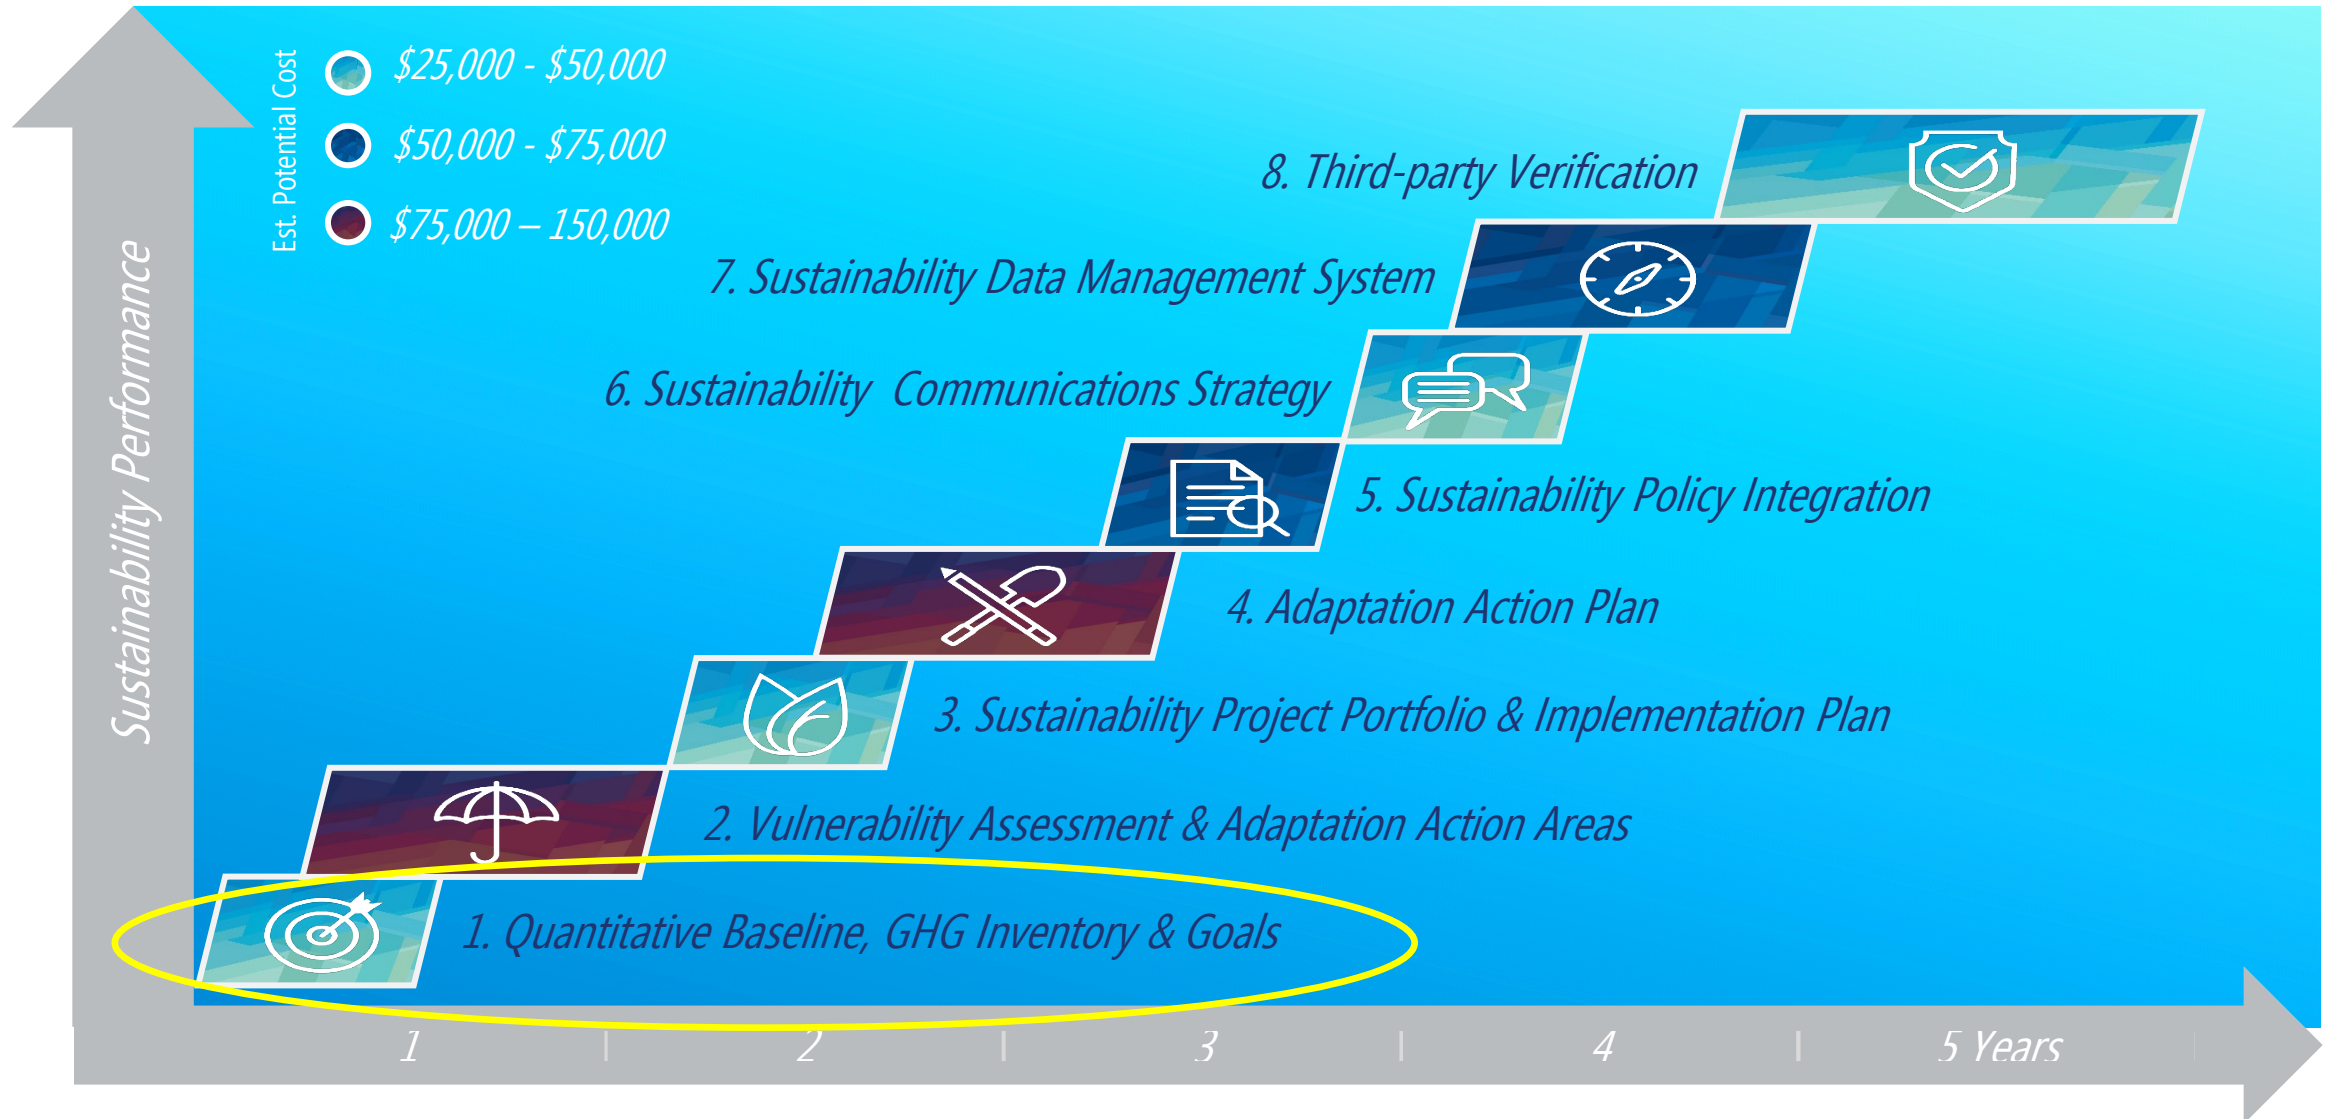 Est. Potential Cost
$25,000 - $50,000
$50,000 - $75,000
$75,000 – 150,000
Sustainability Performance
8. Third-party Verification
7. Sustainability Data Management System
6. Sustainability  Communications Strategy
5. Sustainability Policy Integration
4. Adaptation Action Plan
3. Sustainability Project Portfolio & Implementation Plan
2. Vulnerability Assessment & Adaptation Action Areas
1. Quantitative Baseline, GHG Inventory & Goals
1 2 3 4 5 Years